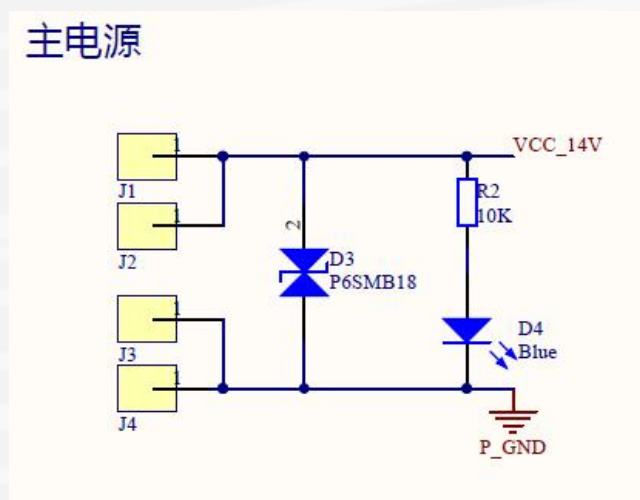 主电源
1
J1
1
J2
1
J3
1
J4
2
D3
P6SMB18
VCC_14V
R2
10K
D4
Blue
P_GND